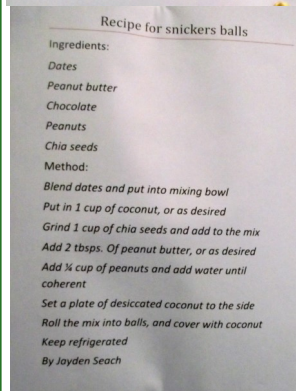 Recipe for snickers balls
Ingredients:
Dates
Peanut butter
Chocolate
Peanuts
Chia seeds
Method:
Blend dates and put into mixing bowl
Put in 1 cup of coconut, or as desired
Grind 1 cup of chia seeds and add to the mix
Add 2 tbsps. Of peanut butter, or as desired
Add ¾ cup of peanuts and add water until
coherent
Set a plate of desiccated coconut to the side
Roll the mix into balls, and cover with coconut
Keep refrigerated
By Jayden Seach